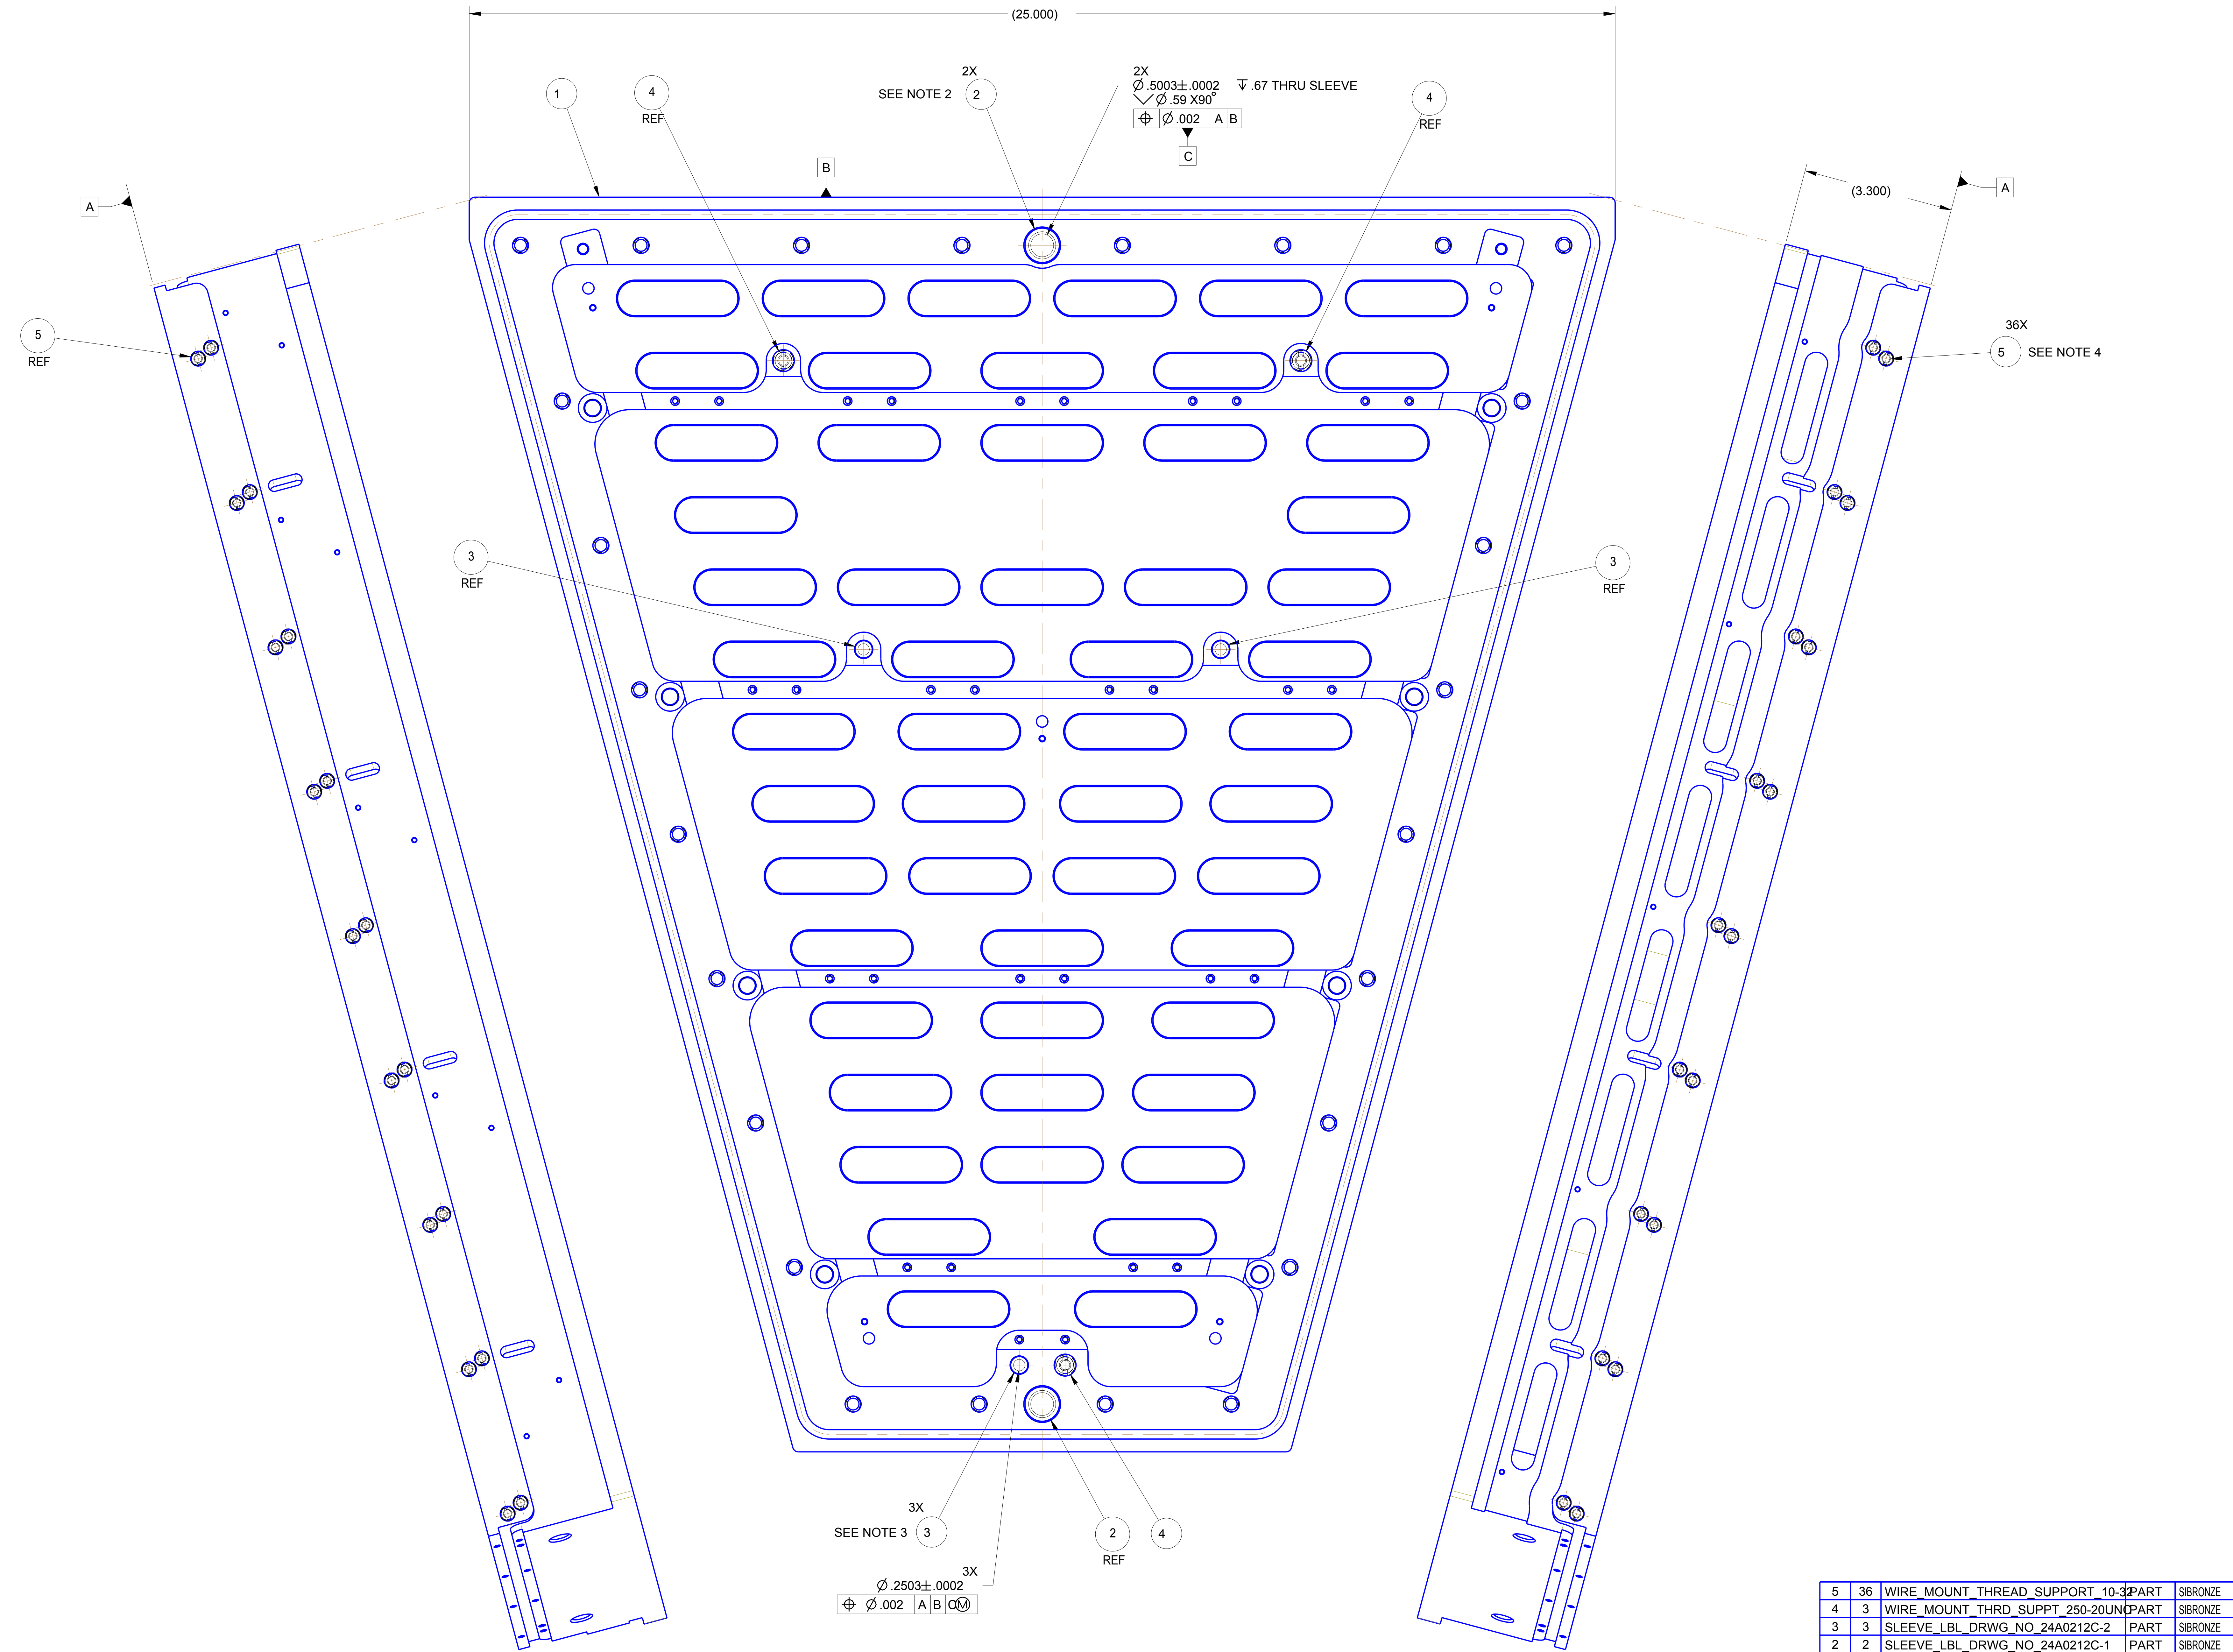 (25.000)
2X
SEE NOTE 2
2
2X
Ø .5003±.0002 ↧ .67 THRU SLEEVE
⌵ Ø .59 X90°
⌖ Ø .002 A B
C
1
4
REF
4
REF
B
A
(3.300)
A
5
REF
36X
5 SEE NOTE 4
3
REF
3
REF
3X
SEE NOTE 3 3
2
REF
4
3X
Ø .2503±.0002
⌖ Ø .002 A B CⓂ
5 36 WIRE_MOUNT_THREAD_SUPPORT_10-32 PART SIBRONZE
4 3 WIRE_MOUNT_THRD_SUPPT_250-20UNC PART SIBRONZE
3 3 SLEEVE_LBL_DRWG_NO_24A0212C-2 PART SIBRONZE
2 2 SLEEVE_LBL_DRWG_NO_24A0212C-1 PART SIBRONZE